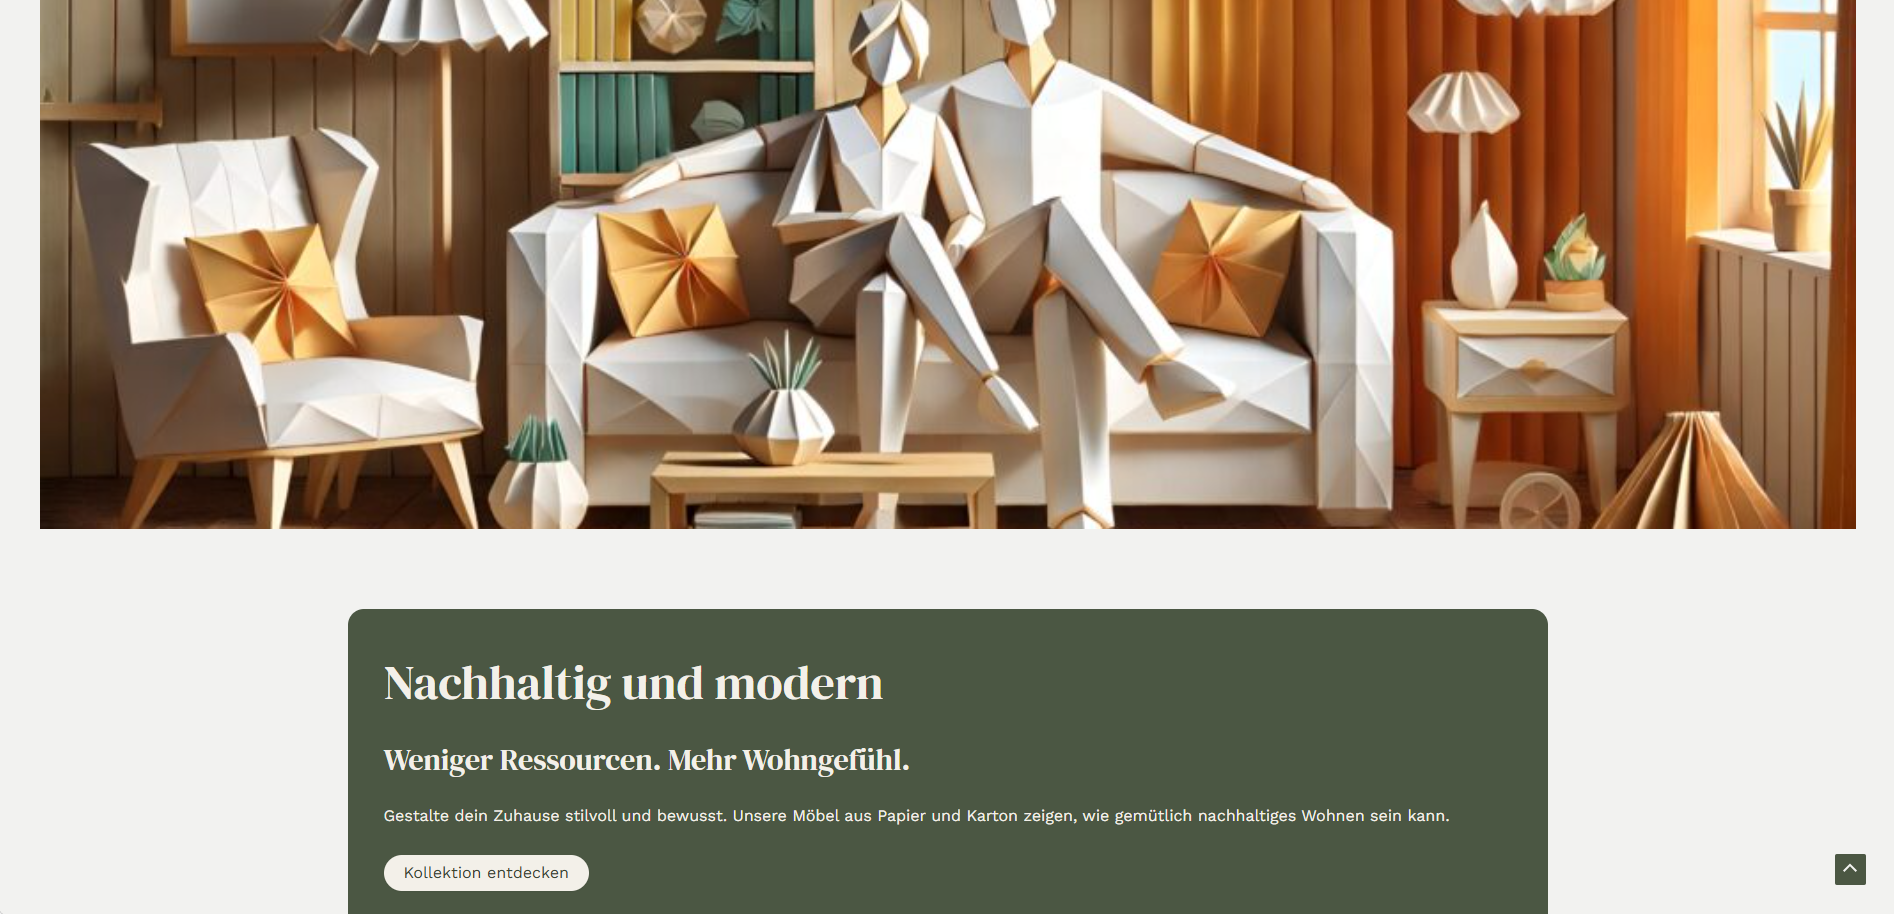 Nachhaltig und modern
Weniger Ressourcen. Mehr Wohngefühl.
Gestalte dein Zuhause stilvoll und bewusst. Unsere Möbel aus Papier und Karton zeigen, wie gemütlich nachhaltiges Wohnen sein kann.
Kollektion entdecken